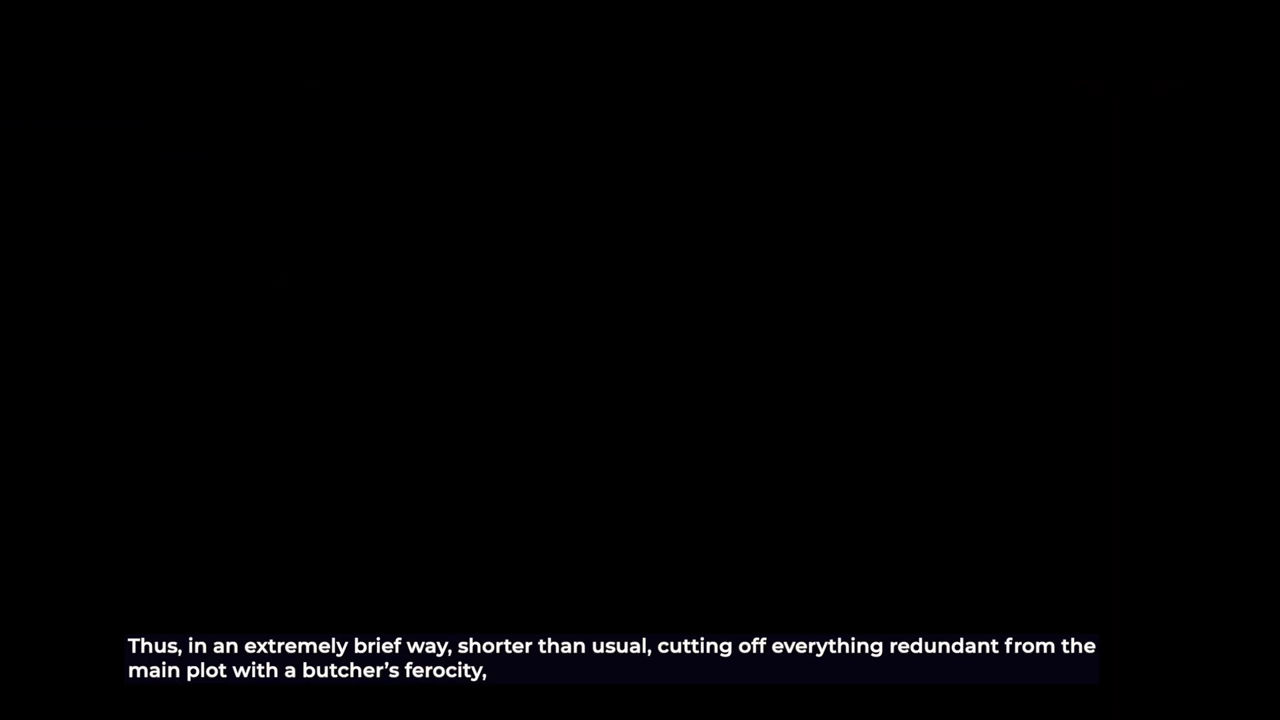 Thus, in an extremely brief way, shorter than usual, cutting off everything redundant from the
main plot with a butcher’s ferocity,